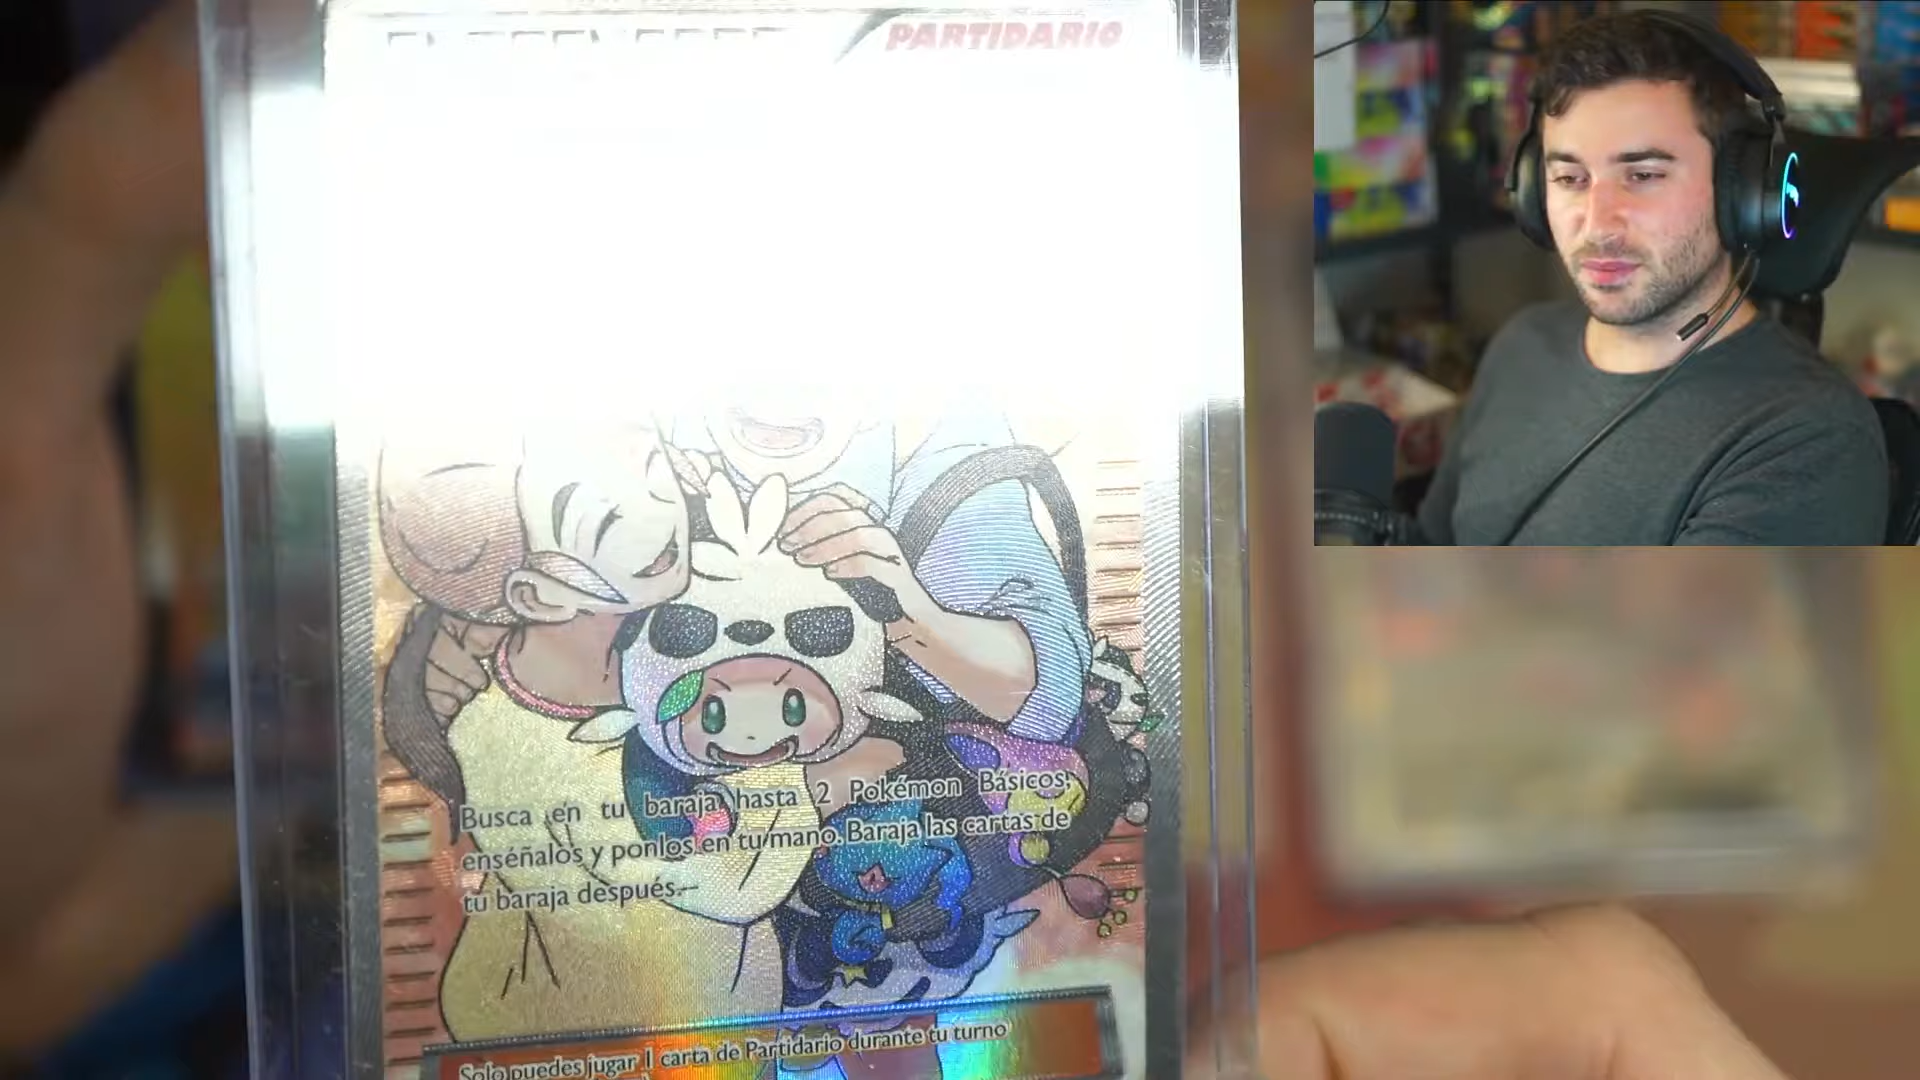 PARTIDARIO
Busca en tu baraja hasta 2 Pokémon Básicos,
enséñalos y ponlos en tu mano. Baraja las cartas de
tu baraja después.
Solo puedes jugar 1 carta de Partidario durante tu turno